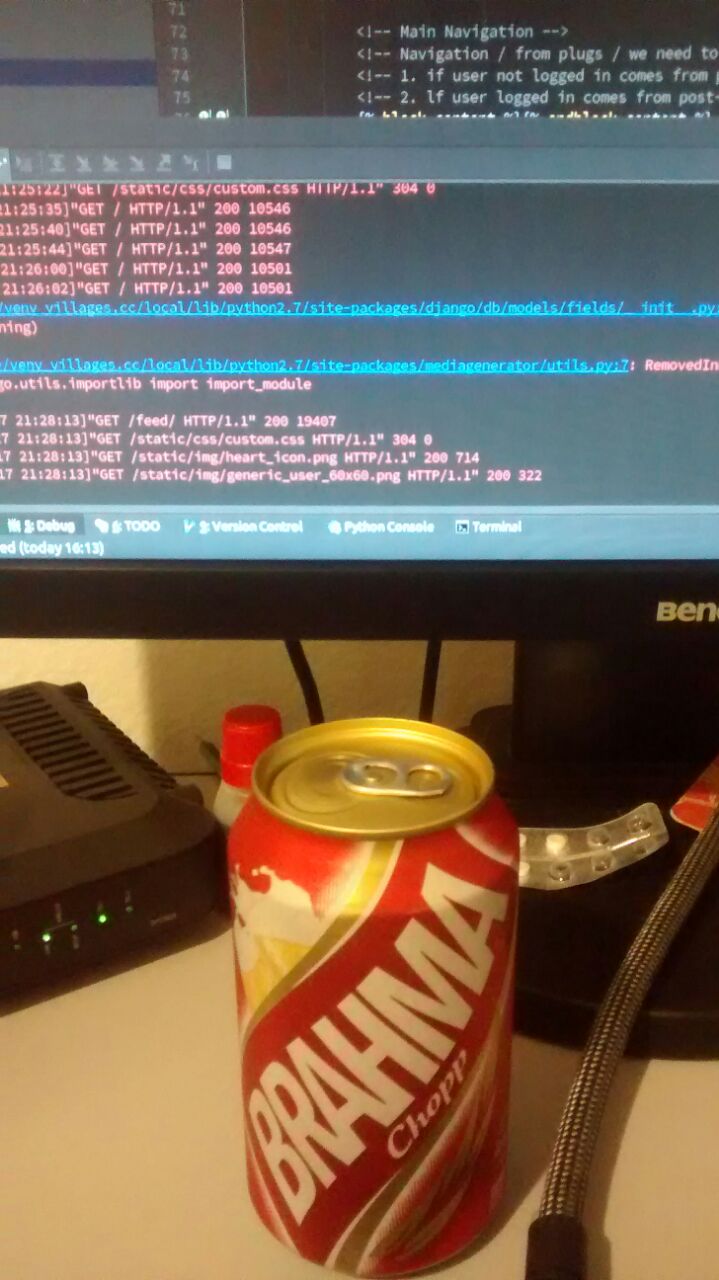 71
72 <!-- Main Navigation -->
73 <!-- Navigation / from plugs / we need to
74 <!-- 1. if user not logged in comes from
75 <!-- 2. lf user logged in comes from post-
{% block content %}{% endblock content %}
21:25:22]"GET /static/css/custom.css HTTP/1.1" 304 0
21:25:35]"GET / HTTP/1.1" 200 10546
21:25:40]"GET / HTTP/1.1" 200 10546
21:25:44]"GET / HTTP/1.1" 200 10547
21:26:00]"GET / HTTP/1.1" 200 10501
21:26:02]"GET / HTTP/1.1" 200 10501
/venv_villages.cc/local/lib/python2.7/site-packages/django/db/models/fields/__init__.py:
ning)
/venv_villages.cc/local/lib/python2.7/site-packages/mediagenerator/utils.py:7: RemovedIn
go.utils.importlib import import_module
7 21:28:13]"GET /feed/ HTTP/1.1" 200 19407
17 21:28:13]"GET /static/css/custom.css HTTP/1.1" 304 0
17 21:28:13]"GET /static/img/heart_icon.png HTTP/1.1" 200 714
17 21:28:13]"GET /static/img/generic_user_60x60.png HTTP/1.1" 200 322
5: Debug 6: TODO 9: Version Control Python Console Terminal
ed (today 16:13)
Ben
BRAHMA
Chopp